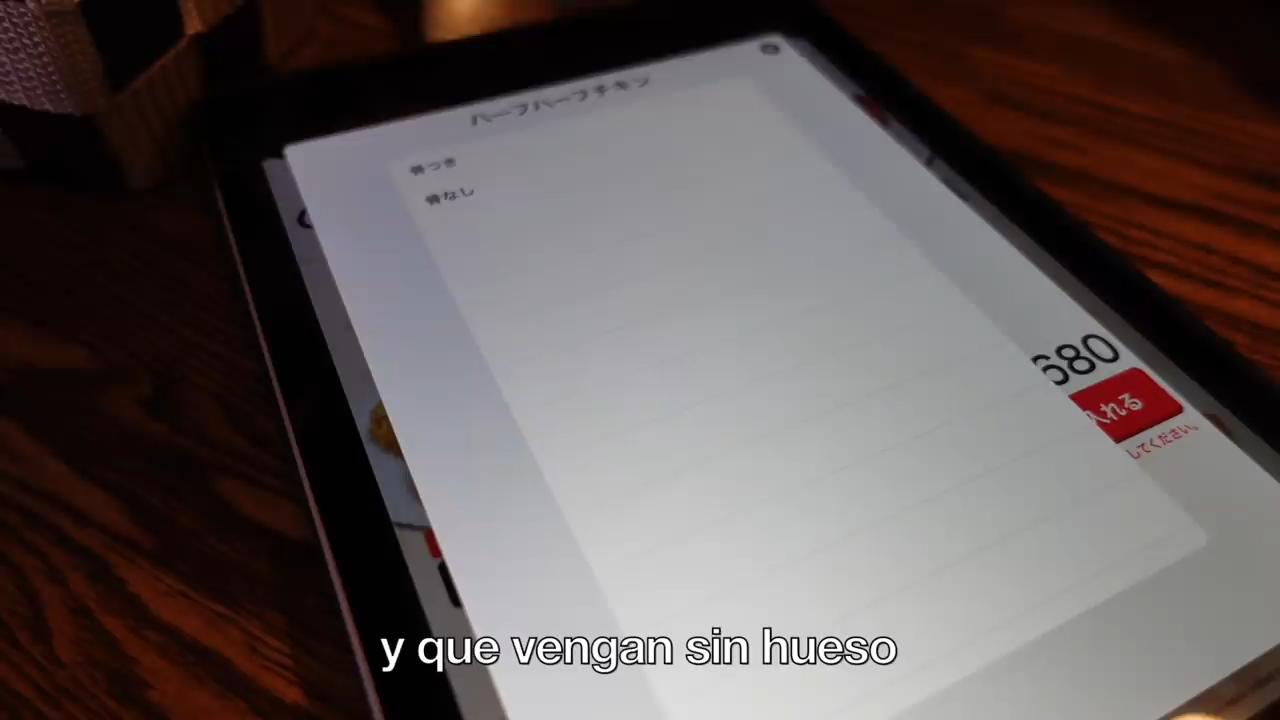 ハーフハーフチキン
骨つき
骨なし
680
入れる
してください。
y que vengan sin hueso